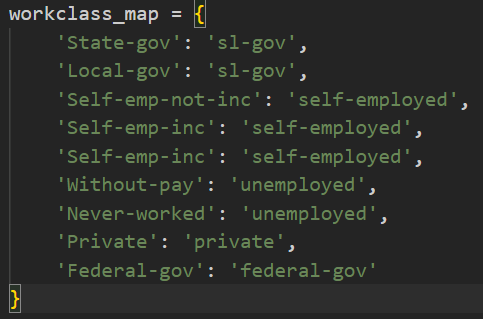 workclass_map = {
    'State-gov': 'sl-gov',
    'Local-gov': 'sl-gov',
    'Self-emp-not-inc': 'self-employed',
    'Self-emp-inc': 'self-employed',
    'Self-emp-inc': 'self-employed',
    'Without-pay': 'unemployed',
    'Never-worked': 'unemployed',
    'Private': 'private',
    'Federal-gov': 'federal-gov'
}